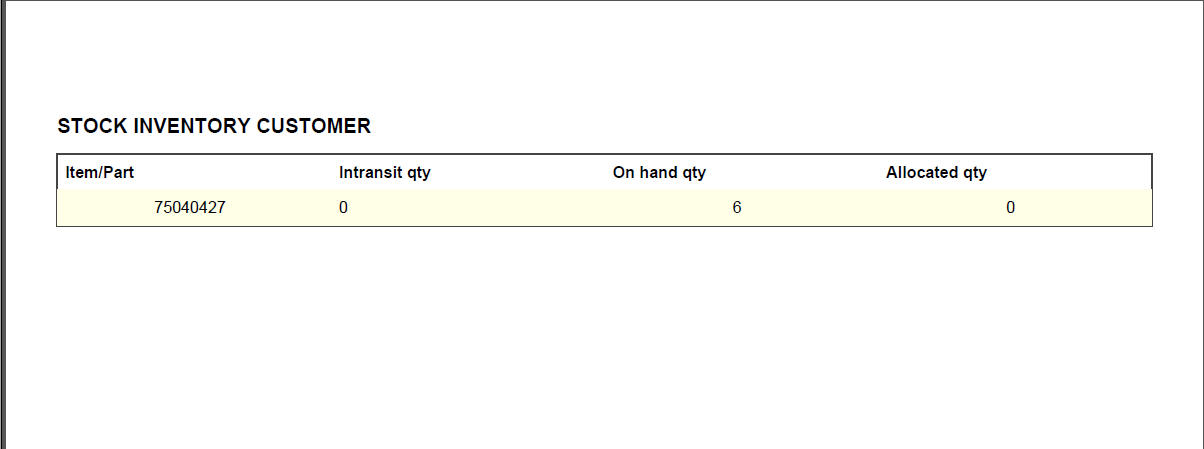 STOCK INVENTORY CUSTOMER
Item/Part Intransit qty On hand qty Allocated qty
75040427 0 6 0